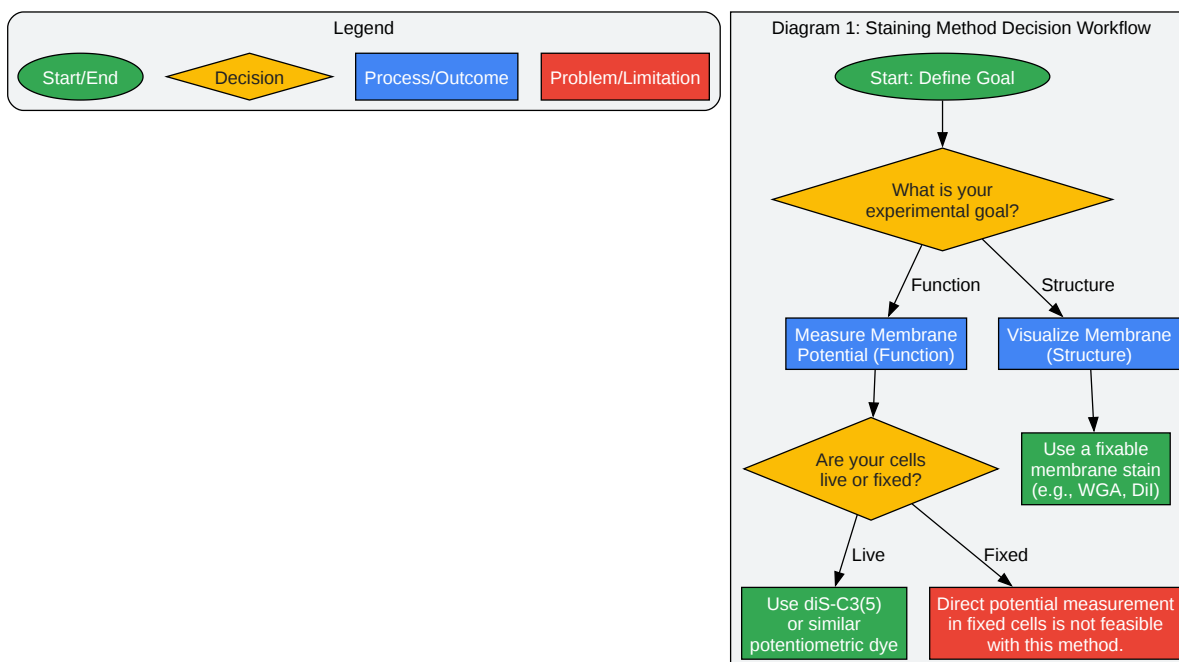 Legend
Start/End
Decision
Process/Outcome
Problem/Limitation
Diagram 1: Staining Method Decision Workflow
Start: Define Goal
What is your
experimental goal?
Function
Structure
Measure Membrane
Potential (Function)
Visualize Membrane
(Structure)
Are your cells
live or fixed?
Use a fixable
membrane stain
(e.g., WGA, DiI)
Live
Fixed
Use diS-C3(5)
or similar
potentiometric dye
Direct potential measurement
in fixed cells is not feasible
with this method.